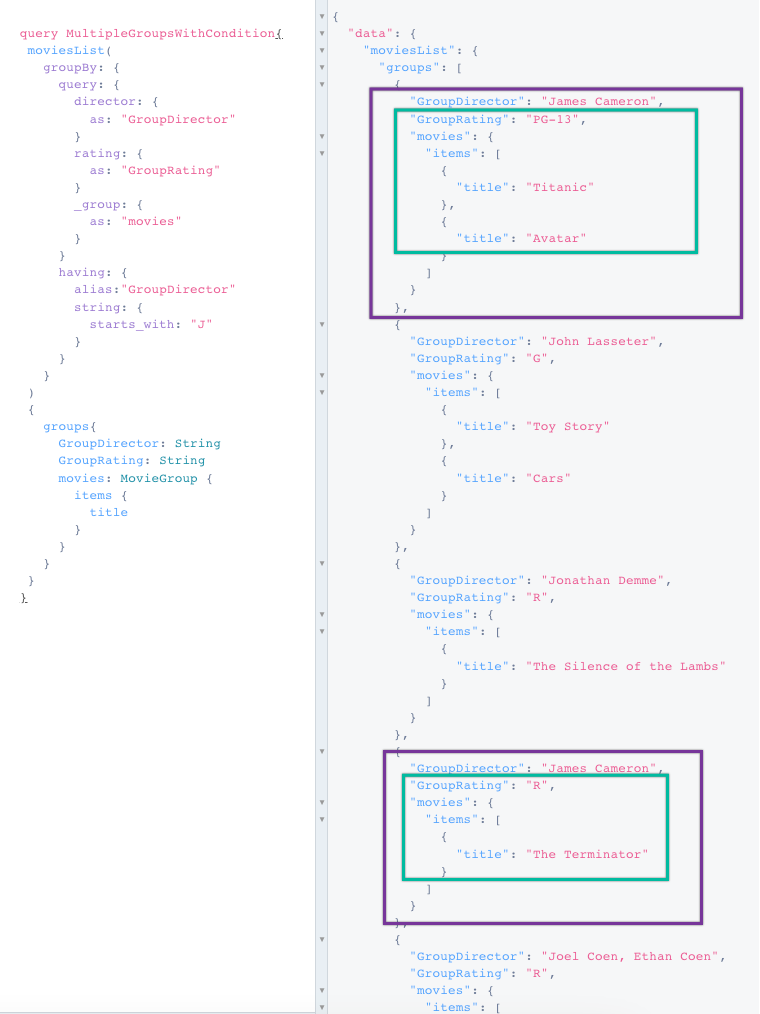 query MultipleGroupsWithCondition{
moviesList(
groupBy: {
query: {
director: {
as: "GroupDirector"
}
rating: {
as: "GroupRating"
}
_group: {
as: "movies"
}
}
having: {
alias:"GroupDirector"
string: {
starts_with: "J"
}
}
}
)
{
groups{
GroupDirector: String
GroupRating: String
movies: MovieGroup {
items {
title
}
}
}
}
}
{
"data": {
"moviesList": {
"groups": [
{
"GroupDirector": "James Cameron",
"GroupRating": "PG-13",
"movies": {
"items": [
{
"title": "Titanic"
},
{
"title": "Avatar"
}
]
}
},
{
"GroupDirector": "John Lasseter",
"GroupRating": "G",
"movies": {
"items": [
{
"title": "Toy Story"
},
{
"title": "Cars"
}
]
}
},
{
"GroupDirector": "Jonathan Demme",
"GroupRating": "R",
"movies": {
"items": [
{
"title": "The Silence of the Lambs"
}
]
}
},
{
"GroupDirector": "James Cameron",
"GroupRating": "R",
"movies": {
"items": [
{
"title": "The Terminator"
}
]
}
},
{
"GroupDirector": "Joel Coen, Ethan Coen",
"GroupRating": "R",
"movies": {
"items": [